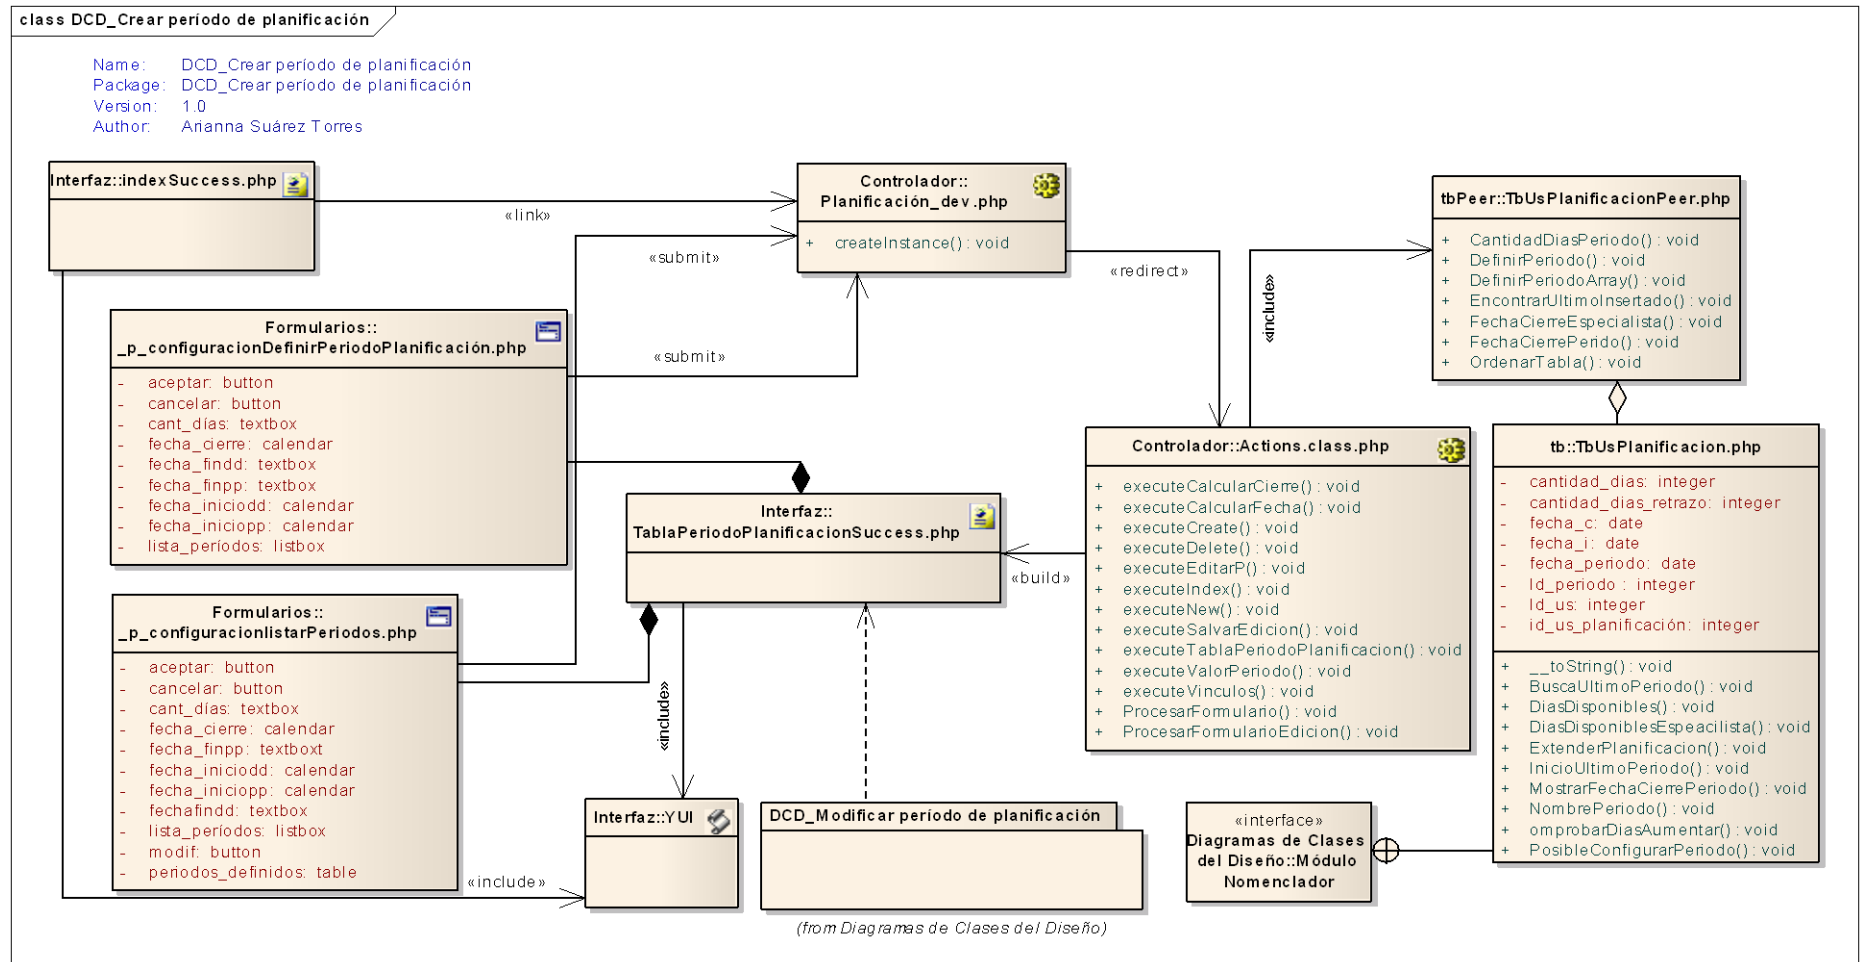 class DCD_Crear período de planificación
Name: DCD_Crear período de planificación
Package: DCD_Crear período de planificación
Version: 1.0
Author: Arianna Suárez Torres
Interfaz::indexSuccess.php
«link»
Controlador::
Planificación_dev.php
+ createInstance() : void
«submit»
«submit»
«redirect»
«include»
tbPeer::TbUsPlanificacionPeer.php
+ CantidadDiasPeriodo() : void
+ DefinirPeriodo() : void
+ DefinirPeriodoArray() : void
+ EncontrarUltimoInsertado() : void
+ FechaCierreEspecialista() : void
+ FechaCierrePerido() : void
+ OrdenarTabla() : void
Formularios::
_p_configuracionDefinirPeriodoPlanificación.php
- aceptar: button
- cancelar: button
- cant_días: textbox
- fecha_cierre: calendar
- fecha_findd: textbox
- fecha_finpp: textbox
- fecha_iniciodd: calendar
- fecha_iniciopp: calendar
- lista_períodos: listbox
Interfaz::
TablaPeriodoPlanificacionSuccess.php
«build»
Controlador::Actions.class.php
+ executeCalcularCierre() : void
+ executeCalcularFecha() : void
+ executeCreate() : void
+ executeDelete() : void
+ executeEditarP() : void
+ executeIndex() : void
+ executeNew() : void
+ executeSalvarEdicion() : void
+ executeTablaPeriodoPlanificacion() : void
+ executeValorPeriodo() : void
+ executeVinculos() : void
+ ProcesarFormulario() : void
+ ProcesarFormularioEdicion() : void
tb::TbUsPlanificacion.php
- cantidad_dias: integer
- cantidad_dias_retrazo: integer
- fecha_c: date
- fecha_i: date
- fecha_periodo: date
- Id_periodo : integer
- Id_us: integer
- id_us_planificación: integer
+ __toString() : void
+ BuscaUltimoPeriodo() : void
+ DiasDisponibles() : void
+ DiasDisponiblesEspeacilista() : void
+ ExtenderPlanificacion() : void
+ InicioUltimoPeriodo() : void
+ MostrarFechaCierrePeriodo() : void
+ NombrePeriodo() : void
+ omprobarDiasAumentar() : void
+ PosibleConfigurarPeriodo() : void
Formularios::
_p_configuracionlistarPeriodos.php
- aceptar: button
- cancelar: button
- cant_días: textbox
- fecha_cierre: calendar
- fecha_finpp: textboxt
- fecha_iniciodd: calendar
- fecha_iniciopp: calendar
- fechafindd: textbox
- lista_períodos: listbox
- modif: button
- periodos_definidos: table
«include»
«include»
Interfaz::YUI
DCD_Modificar período de planificación
(from Diagramas de Clases del Diseño)
«interface»
Diagramas de Clases
del Diseño::Módulo
Nomenclador